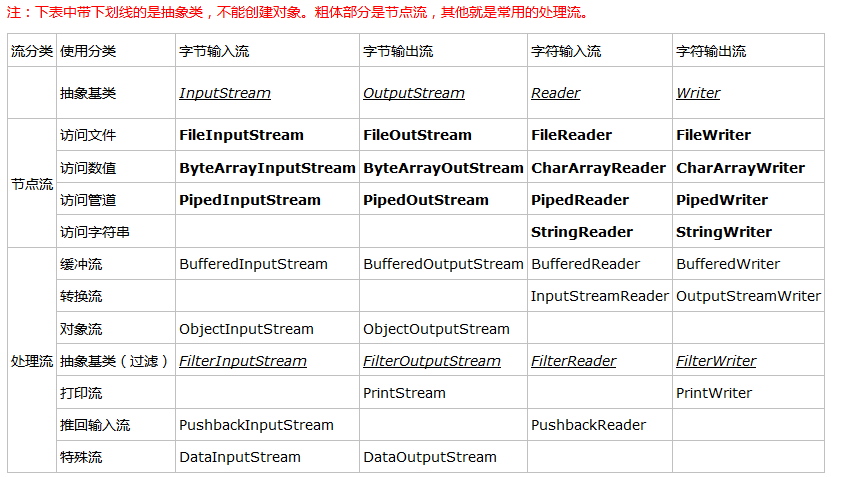 注：下表中带下划线的是抽象类，不能创建对象。粗体部分是节点流，其他就是常用的处理流。
流分类 使用分类 字节输入流 字节输出流 字符输入流 字符输出流
抽象基类 InputStream OutputStream Reader Writer
节点流 访问文件 FileInputStream FileOutStream FileReader FileWriter
访问数值 ByteArrayInputStream ByteArrayOutStream CharArrayReader CharArrayWriter
访问管道 PipedInputStream PipedOutStream PipedReader PipedWriter
访问字符串 StringReader StringWriter
处理流 缓冲流 BufferedInputStream BufferedOutputStream BufferedReader BufferedWriter
转换流 InputStreamReader OutputStreamWriter
对象流 ObjectInputStream ObjectOutputStream
抽象基类（过滤） FilterInputStream FilterOutputStream FilterReader FilterWriter
打印流 PrintStream PrintWriter
推回输入流 PushbackInputStream PushbackReader
特殊流 DataInputStream DataOutputStream